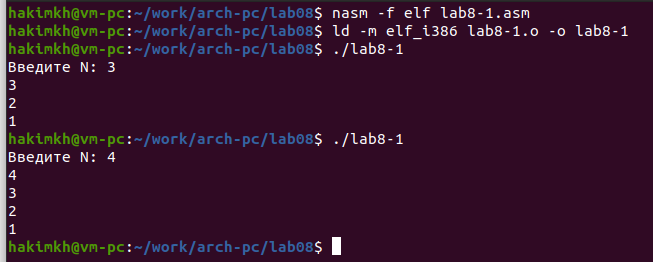 hakimkh@vm-pc:~/work/arch-pc/lab08$ nasm -f elf lab8-1.asm
hakimkh@vm-pc:~/work/arch-pc/lab08$ ld -m elf_i386 lab8-1.o -o lab8-1
hakimkh@vm-pc:~/work/arch-pc/lab08$ ./lab8-1
Введите N: 3
3
2
1
hakimkh@vm-pc:~/work/arch-pc/lab08$ ./lab8-1
Введите N: 4
4
3
2
1
hakimkh@vm-pc:~/work/arch-pc/lab08$